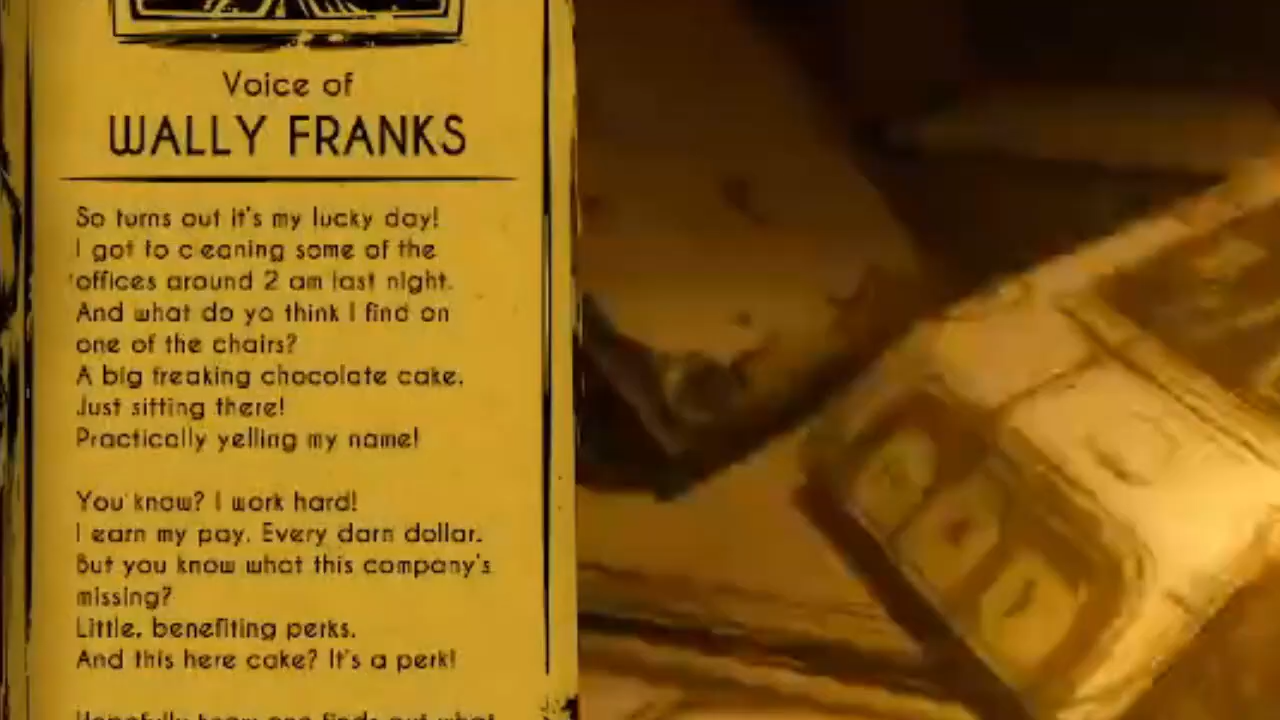 Voice of
WALLY FRANKS
So turns out it's my lucky day!
I got to c eaning some of the
offices around 2 am last night.
And what do ya think I find on
one of the chairs?
A big freaking chocolate cake.
Just sitting there!
Practically yelling my name!
You know? I work hard!
I earn my pay. Every darn dollar.
But you know what this company's
missing?
Little, benefiting perks.
And this here cake? It's a perk!